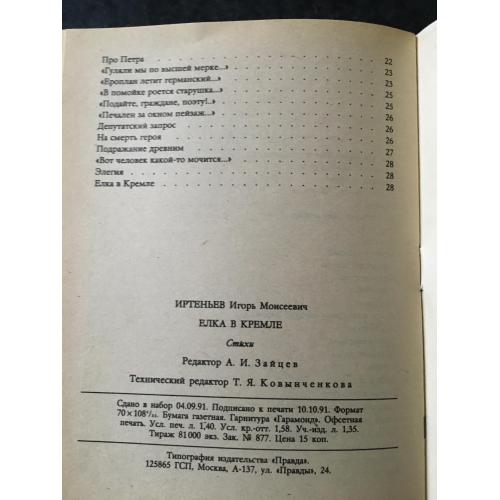 Про Петра . . . 22
«Гуляли мы по высшей мерке...» . . . 23
«Ероплан летит германский...» . . . 23
«В помойке роется старушка...» . . . 25
«Подайте, граждане, поэту!..» . . . 25
«Печален за окном пейзаж...» . . . 26
Депутатский запрос . . . 26
На смерть героя . . . 26
Подражание древним . . . 27
«Вот человек какой-то мочится...» . . . 28
Элегия . . . 28
Елка в Кремле . . . 28
ИРТЕНЬЕВ Игорь Моисеевич
ЕЛКА В КРЕМЛЕ
Стихи
Редактор А. И. Зайцев
Технический редактор Т. Я. Ковынченкова
Сдано в набор 04.09.91. Подписано к печати 10.10.91. Формат
70×108¹/₃₂. Бумага газетная. Гарнитура «Гарамонд». Офсетная
печать. Усл. печ. л. 1,40. Усл. кр.-отт. 1,58. Уч.-изд. л. 1,35.
Тираж 81000 экз. Зак. № 877. Цена 15 коп.
Типография издательства «Правда».
125865 ГСП, Москва, А-137, ул. «Правды», 24.